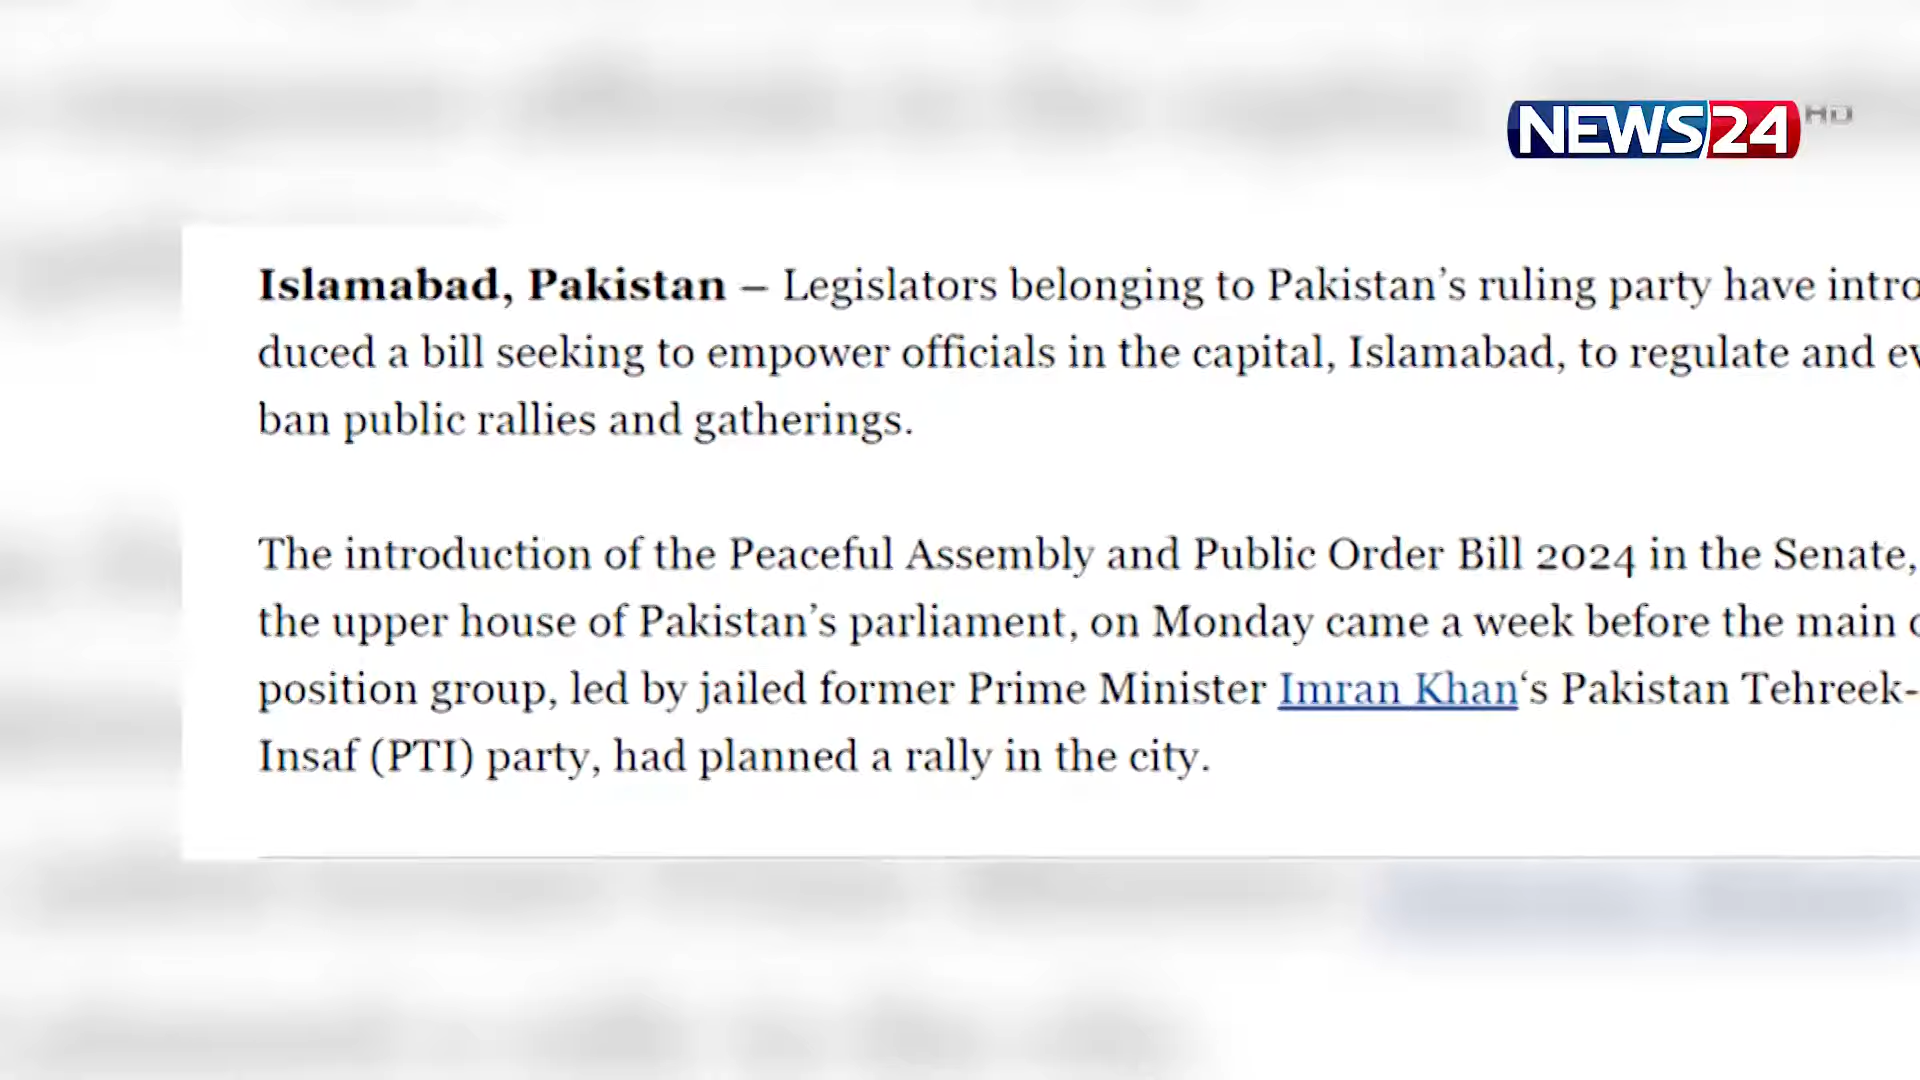 NEWS24 HD
Islamabad, Pakistan – Legislators belonging to Pakistan’s ruling party have intro
duced a bill seeking to empower officials in the capital, Islamabad, to regulate and ev
ban public rallies and gatherings.
The introduction of the Peaceful Assembly and Public Order Bill 2024 in the Senate,
the upper house of Pakistan’s parliament, on Monday came a week before the main
position group, led by jailed former Prime Minister Imran Khan‘s Pakistan Tehreek-
Insaf (PTI) party, had planned a rally in the city.